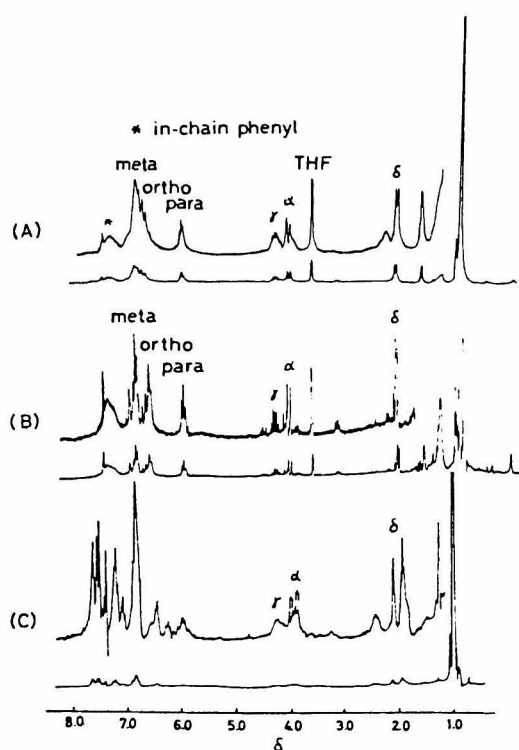 * in-chain phenyl
THF
meta
ortho
para
*
γ
α
δ
(A)
meta
ortho
para
γ
α
δ
(B)
γ
α
δ
(C)
8.0 7.0 6.0 5.0 4.0 3.0 2.0 1.0
δ